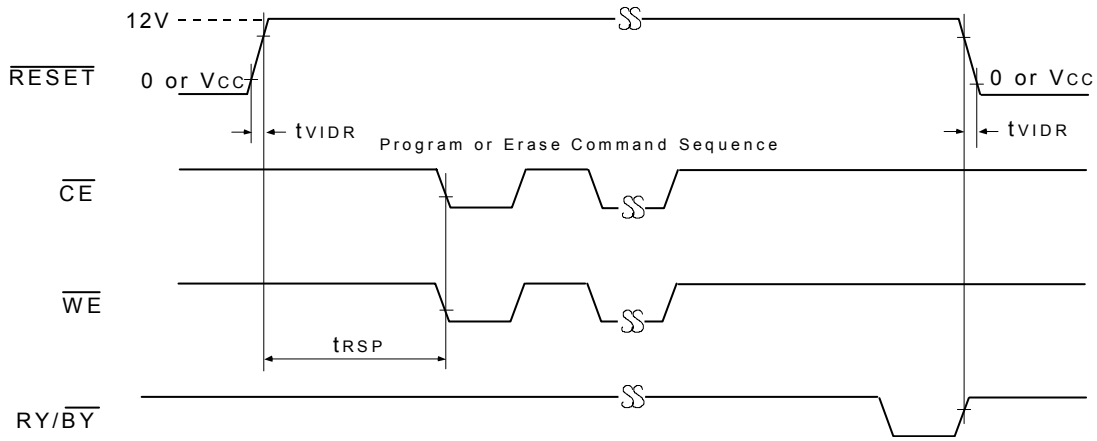 12V
RESET
0 or VCC
0 or VCC
tVIDR
tVIDR
Program or Erase Command Sequence
CE
WE
tRSP
RY/BY